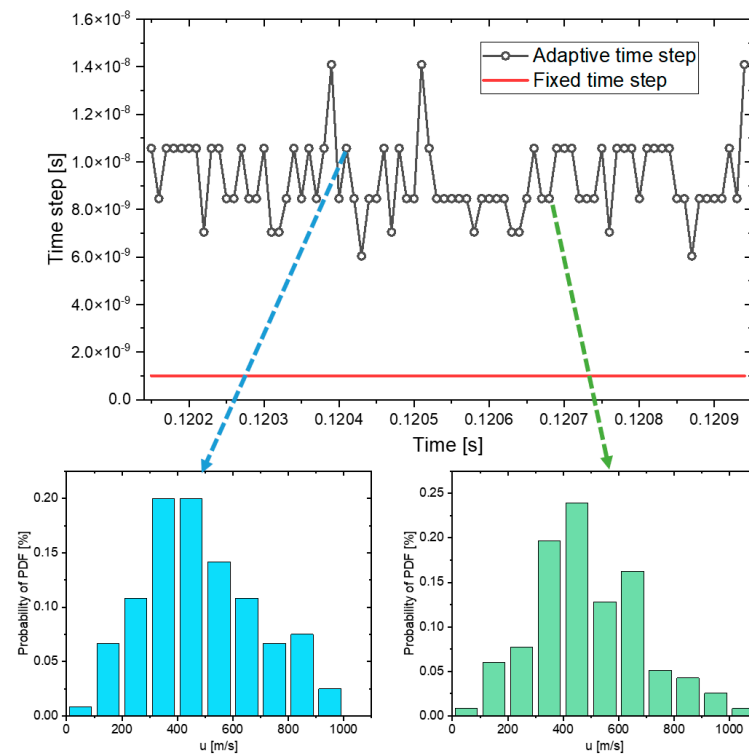 1.6×10⁻⁸
1.4×10⁻⁸
1.2×10⁻⁸
1.0×10⁻⁸
8.0×10⁻⁹
6.0×10⁻⁹
4.0×10⁻⁹
2.0×10⁻⁹
0.0
Time step [s]
Adaptive time step
Fixed time step
0.1202 0.1203 0.1204 0.1205 0.1206 0.1207 0.1208 0.1209
Time [s]
0.20
0.15
0.10
0.05
0.00
Probability of PDF [%]
0 200 400 600 800 1000
u [m/s]
0.25
0.20
0.15
0.10
0.05
0.00
Probability of PDF [%]
0 200 400 600 800 1000
u [m/s]